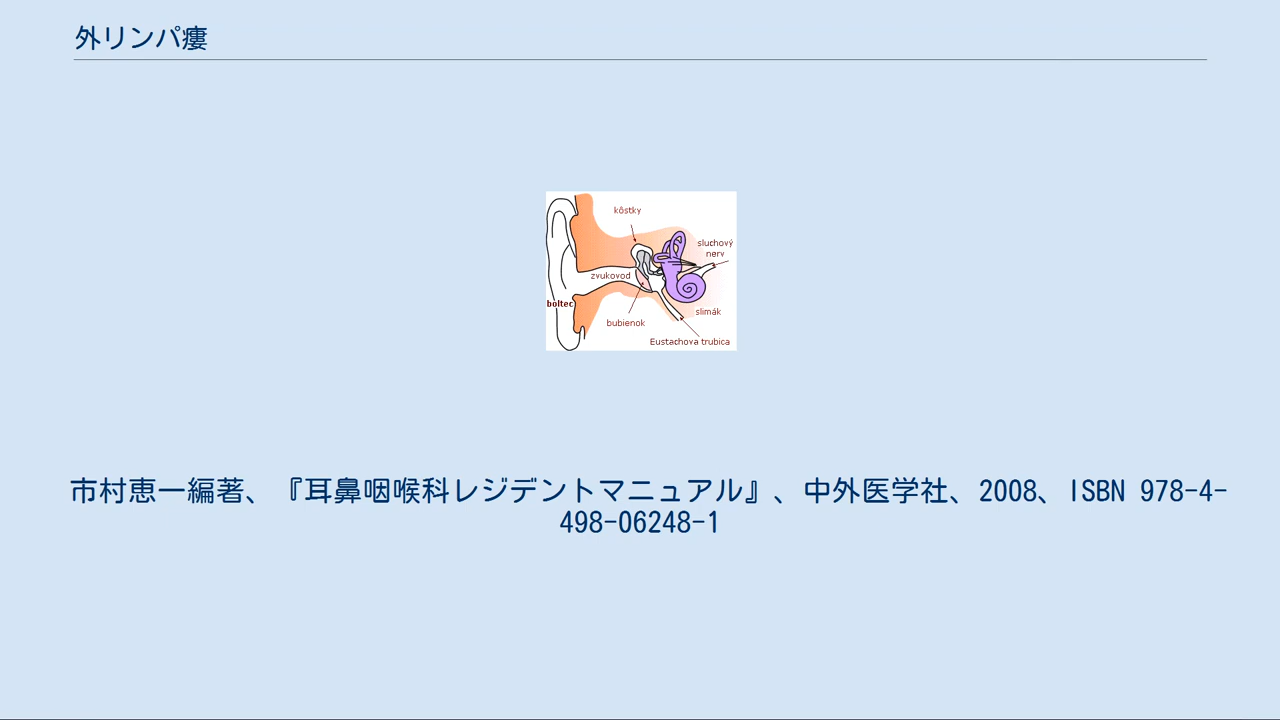 外リンパ瘻
kôstky
sluchový
nerv
zvukovod
boltec
slimák
bubienok
Eustachova trubica
市村恵一編著、『耳鼻咽喉科レジデントマニュアル』、中外医学社、2008、ISBN 978-4-
498-06248-1